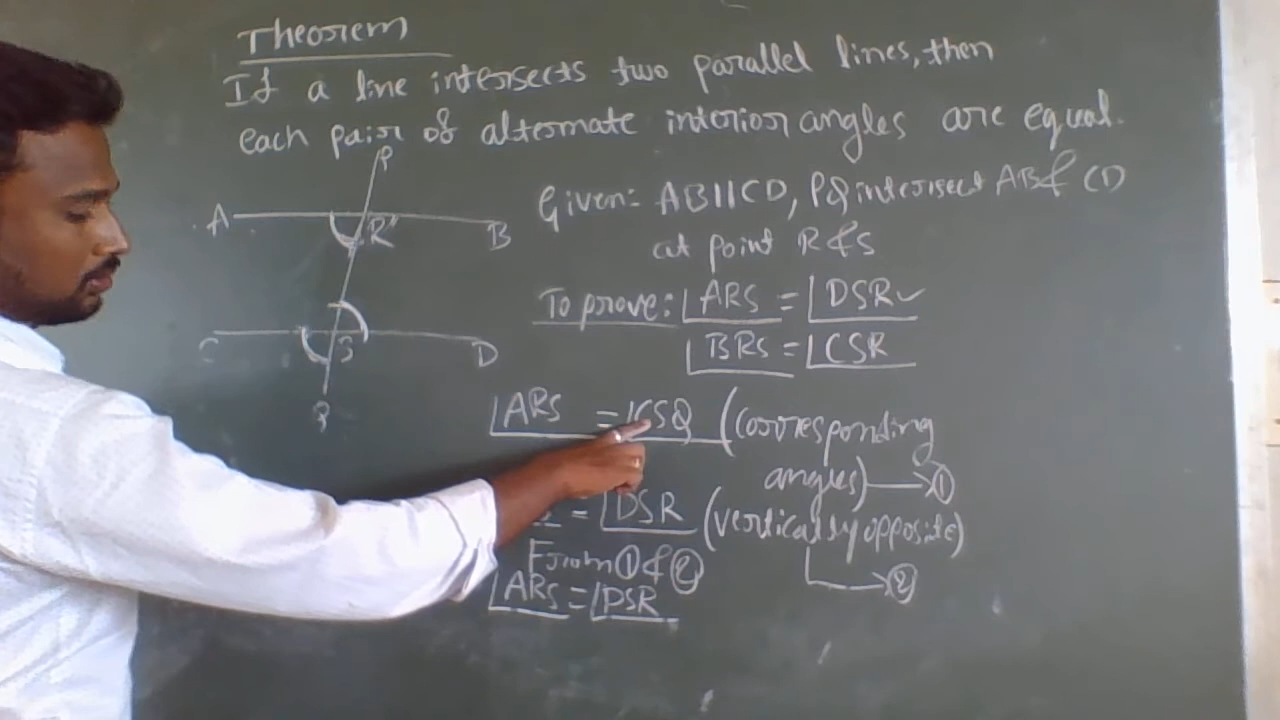 Theorem
If a line intersects two parallel lines, then
each pair of alternate interior angles are equal.
P
A R B
C S D
Q
Given: AB||CD, PQ intersect AB & CD
at point R & S
To prove: ∠ARS = ∠DSR ✓
∠BRS = ∠CSR
∠ARS = ∠CSQ (corresponding
angles) → ①
= ∠DSR (vertically opposite)
→ ②
From ① & ②
∠ARS = ∠DSR